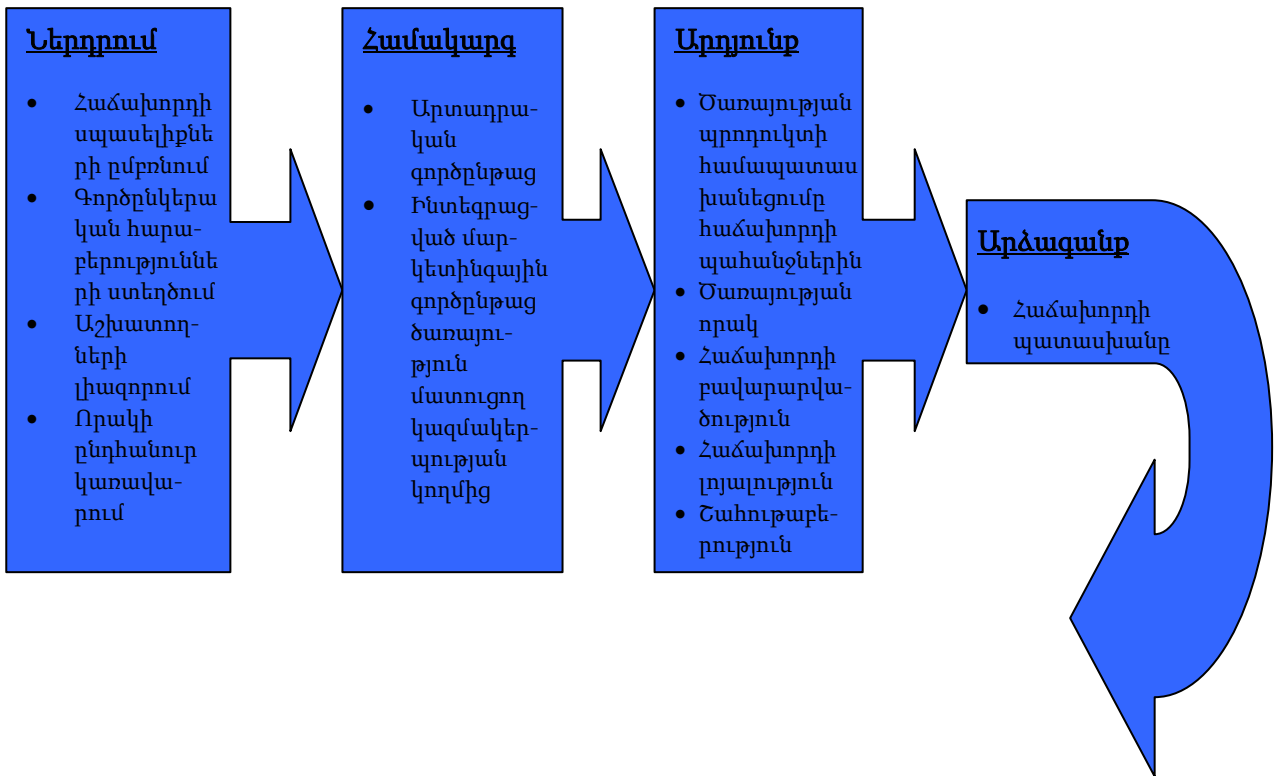 Ներդրում
• Հաճախորդի
սպասելիքնե
րի ըմբռնում
• Գործընկերա
կան հարա-
բերություննե
րի ստեղծում
• Աշխատող-
ների
լիազորում
• Որակի
ընդհանուր
կառավա-
րում
Համակարգ
• Արտադրա-
կան
գործընթաց
• Ինտեգրաց-
ված մար-
կետինգային
գործընթաց
ծառայու-
թյուն
մատուցող
կազմակեր-
պության
կողմից
Արդյունք
• Ծառայության
պրոդուկտի
համապատաս
խանեցումը
հաճախորդի
պահանջներին
• Ծառայության
որակ
• Հաճախորդի
բավարարվա-
ծություն
• Հաճախորդի
լոյալություն
• Շահութաբե-
րություն
Արձագանք
• Հաճախորդի
պատասխանը